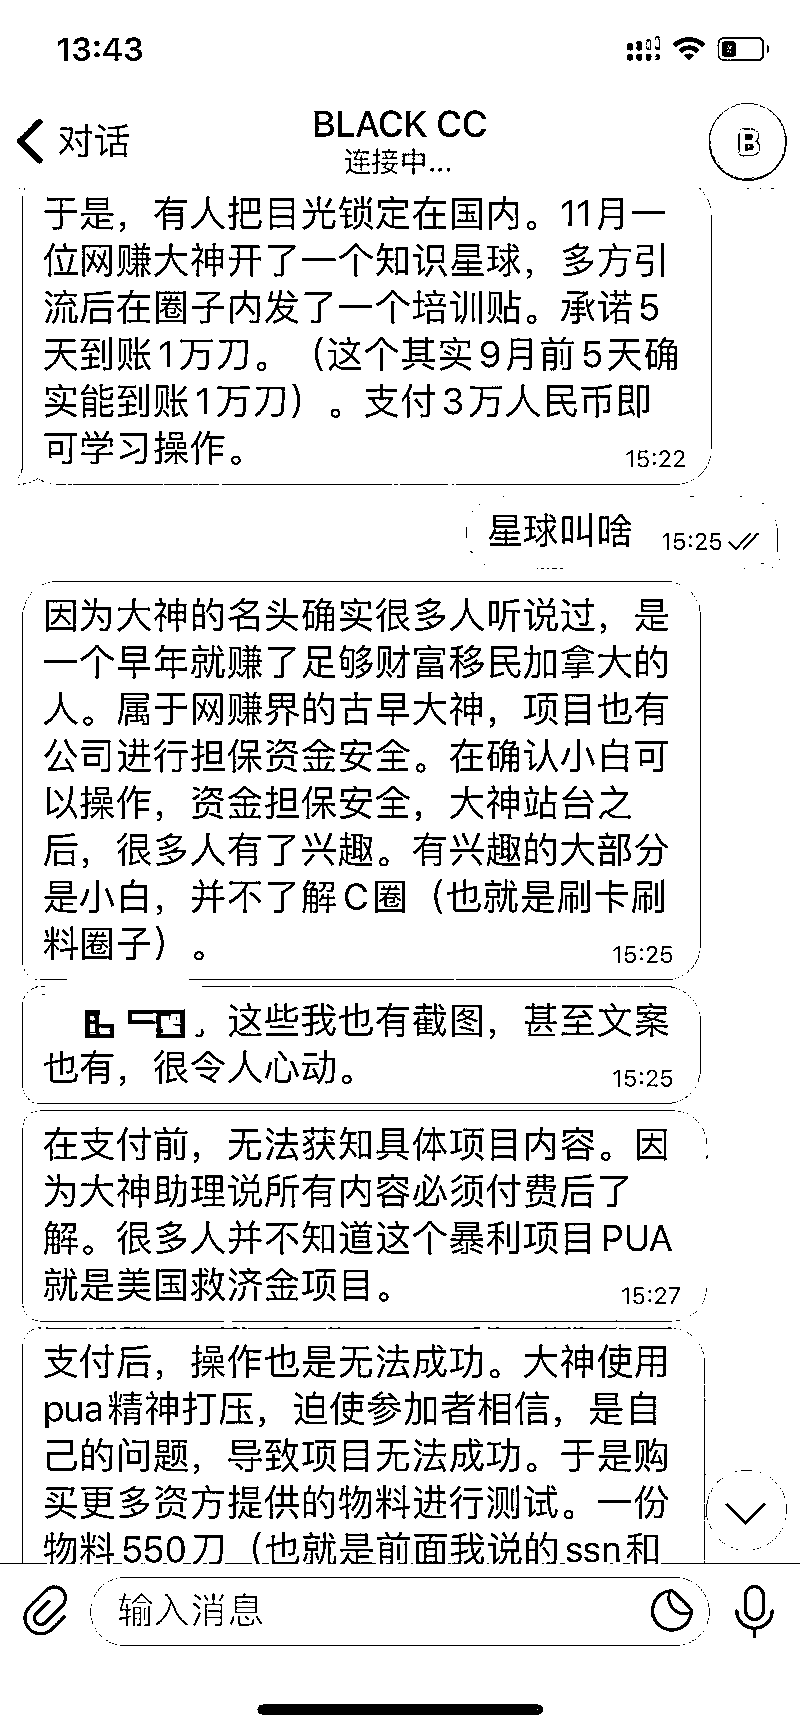 13:43
对话
BLACK CC
连接中...
B
于是，有人把目光锁定在国内。11月一
位网赚大神开了一个知识星球，多方引
流后在圈子内发了一个培训贴。承诺5
天到账1万刀。（这个其实9月前5天确
实能到账1万刀）。支付3万人民币即
可学习操作。
15:22
星球叫啥
15:25
因为大神的名头确实很多人听说过，是
一个早年就赚了足够财富移民加拿大的
人。属于网赚界的古早大神，项目也有
公司进行担保资金安全。在确认小白可
以操作，资金担保安全，大神站台之
后，很多人有了兴趣。有兴趣的大部分
是小白，并不了解C圈（也就是刷卡刷
料圈子）。
15:25
，这些我也有截图，甚至文案
也有，很令人心动。
15:25
在支付前，无法获知具体项目内容。因
为大神助理说所有内容必须付费后了
解。很多人并不知道这个暴利项目PUA
就是美国救济金项目。
15:27
支付后，操作也是无法成功。大神使用
pua精神打压，迫使参加者相信，是自
己的问题，导致项目无法成功。于是购
买更多资方提供的物料进行测试。一份
物料550刀（也就是前面我说的ssn和
输入消息